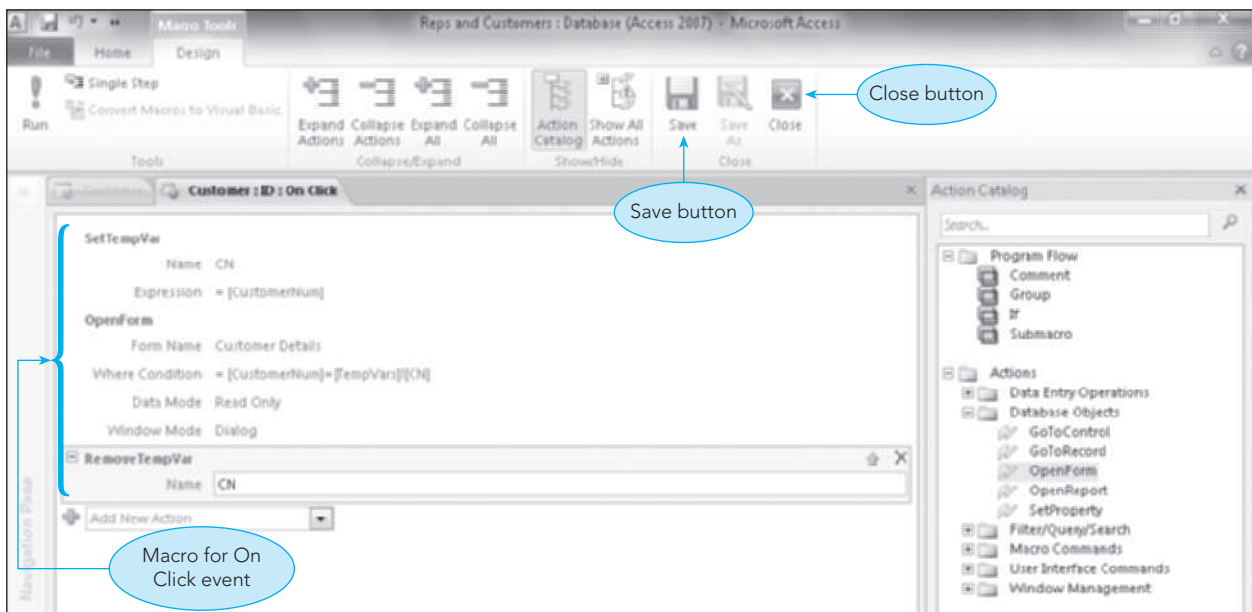 Macro Tools
Reps and Customers : Database (Access 2007) - Microsoft Access
File
Home
Design
Run
Single Step
Convert Macros to Visual Basic
Tools
Expand Actions
Collapse Actions
Expand All
Collapse All
Collapse/Expand
Action Catalog
Show All Actions
Show/Hide
Save
Save As
Close
Close
Close button
Save button
Customer : ID : On Click
SetTempVar
Name CN
Expression = [CustomerNum]
OpenForm
Form Name Customer Details
Where Condition = [CustomerNum]=[TempVars]![CN]
Data Mode Read Only
Window Mode Dialog
RemoveTempVar
Name CN
Add New Action
Macro for On
Click event
Navigation Pane
Action Catalog
Search...
Program Flow
Comment
Group
If
Submacro
Actions
Data Entry Operations
Database Objects
GoToControl
GoToRecord
OpenForm
OpenReport
SetProperty
Filter/Query/Search
Macro Commands
User Interface Commands
Window Management